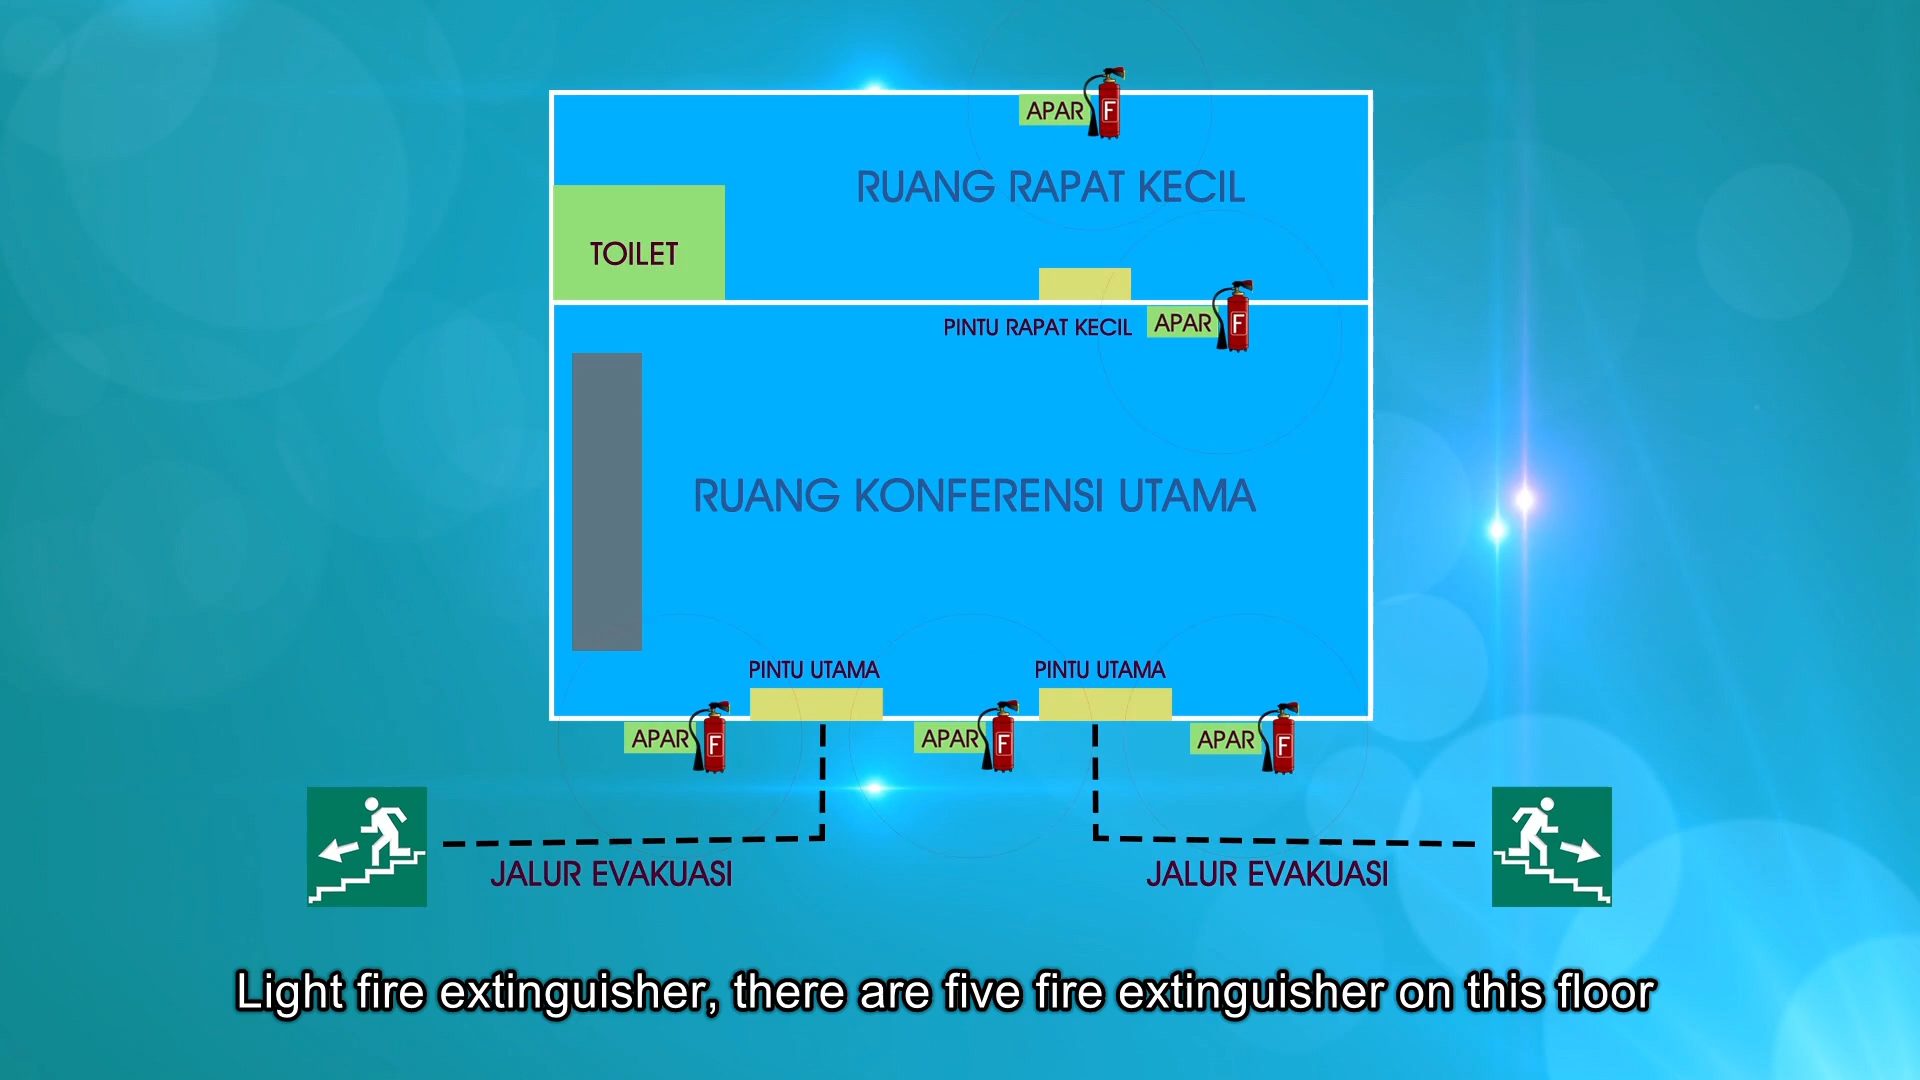 APAR
F
RUANG RAPAT KECIL
TOILET
PINTU RAPAT KECIL
APAR
F
RUANG KONFERENSI UTAMA
PINTU UTAMA
PINTU UTAMA
APAR
F
APAR
F
APAR
F
JALUR EVAKUASI
JALUR EVAKUASI
Light fire extinguisher, there are five fire extinguisher on this floor